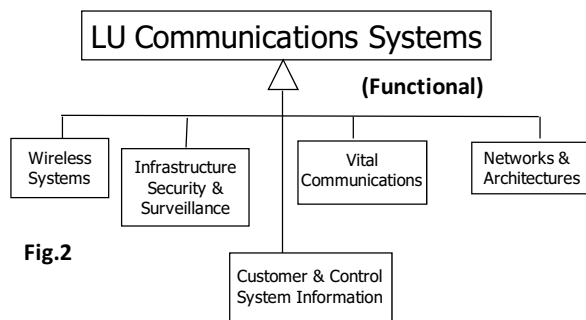 LU Communications Systems
(Functional)
Wireless
Systems
Infrastructure
Security &
Surveillance
Vital
Communications
Networks &
Architectures
Fig.2
Customer & Control
System Information